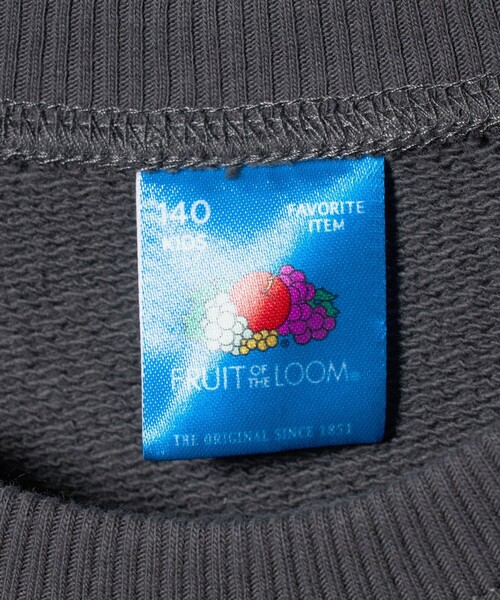 140
KIDS
FAVORITE
ITEM
FRUIT OF THE LOOM®
THE ORIGINAL SINCE 1851